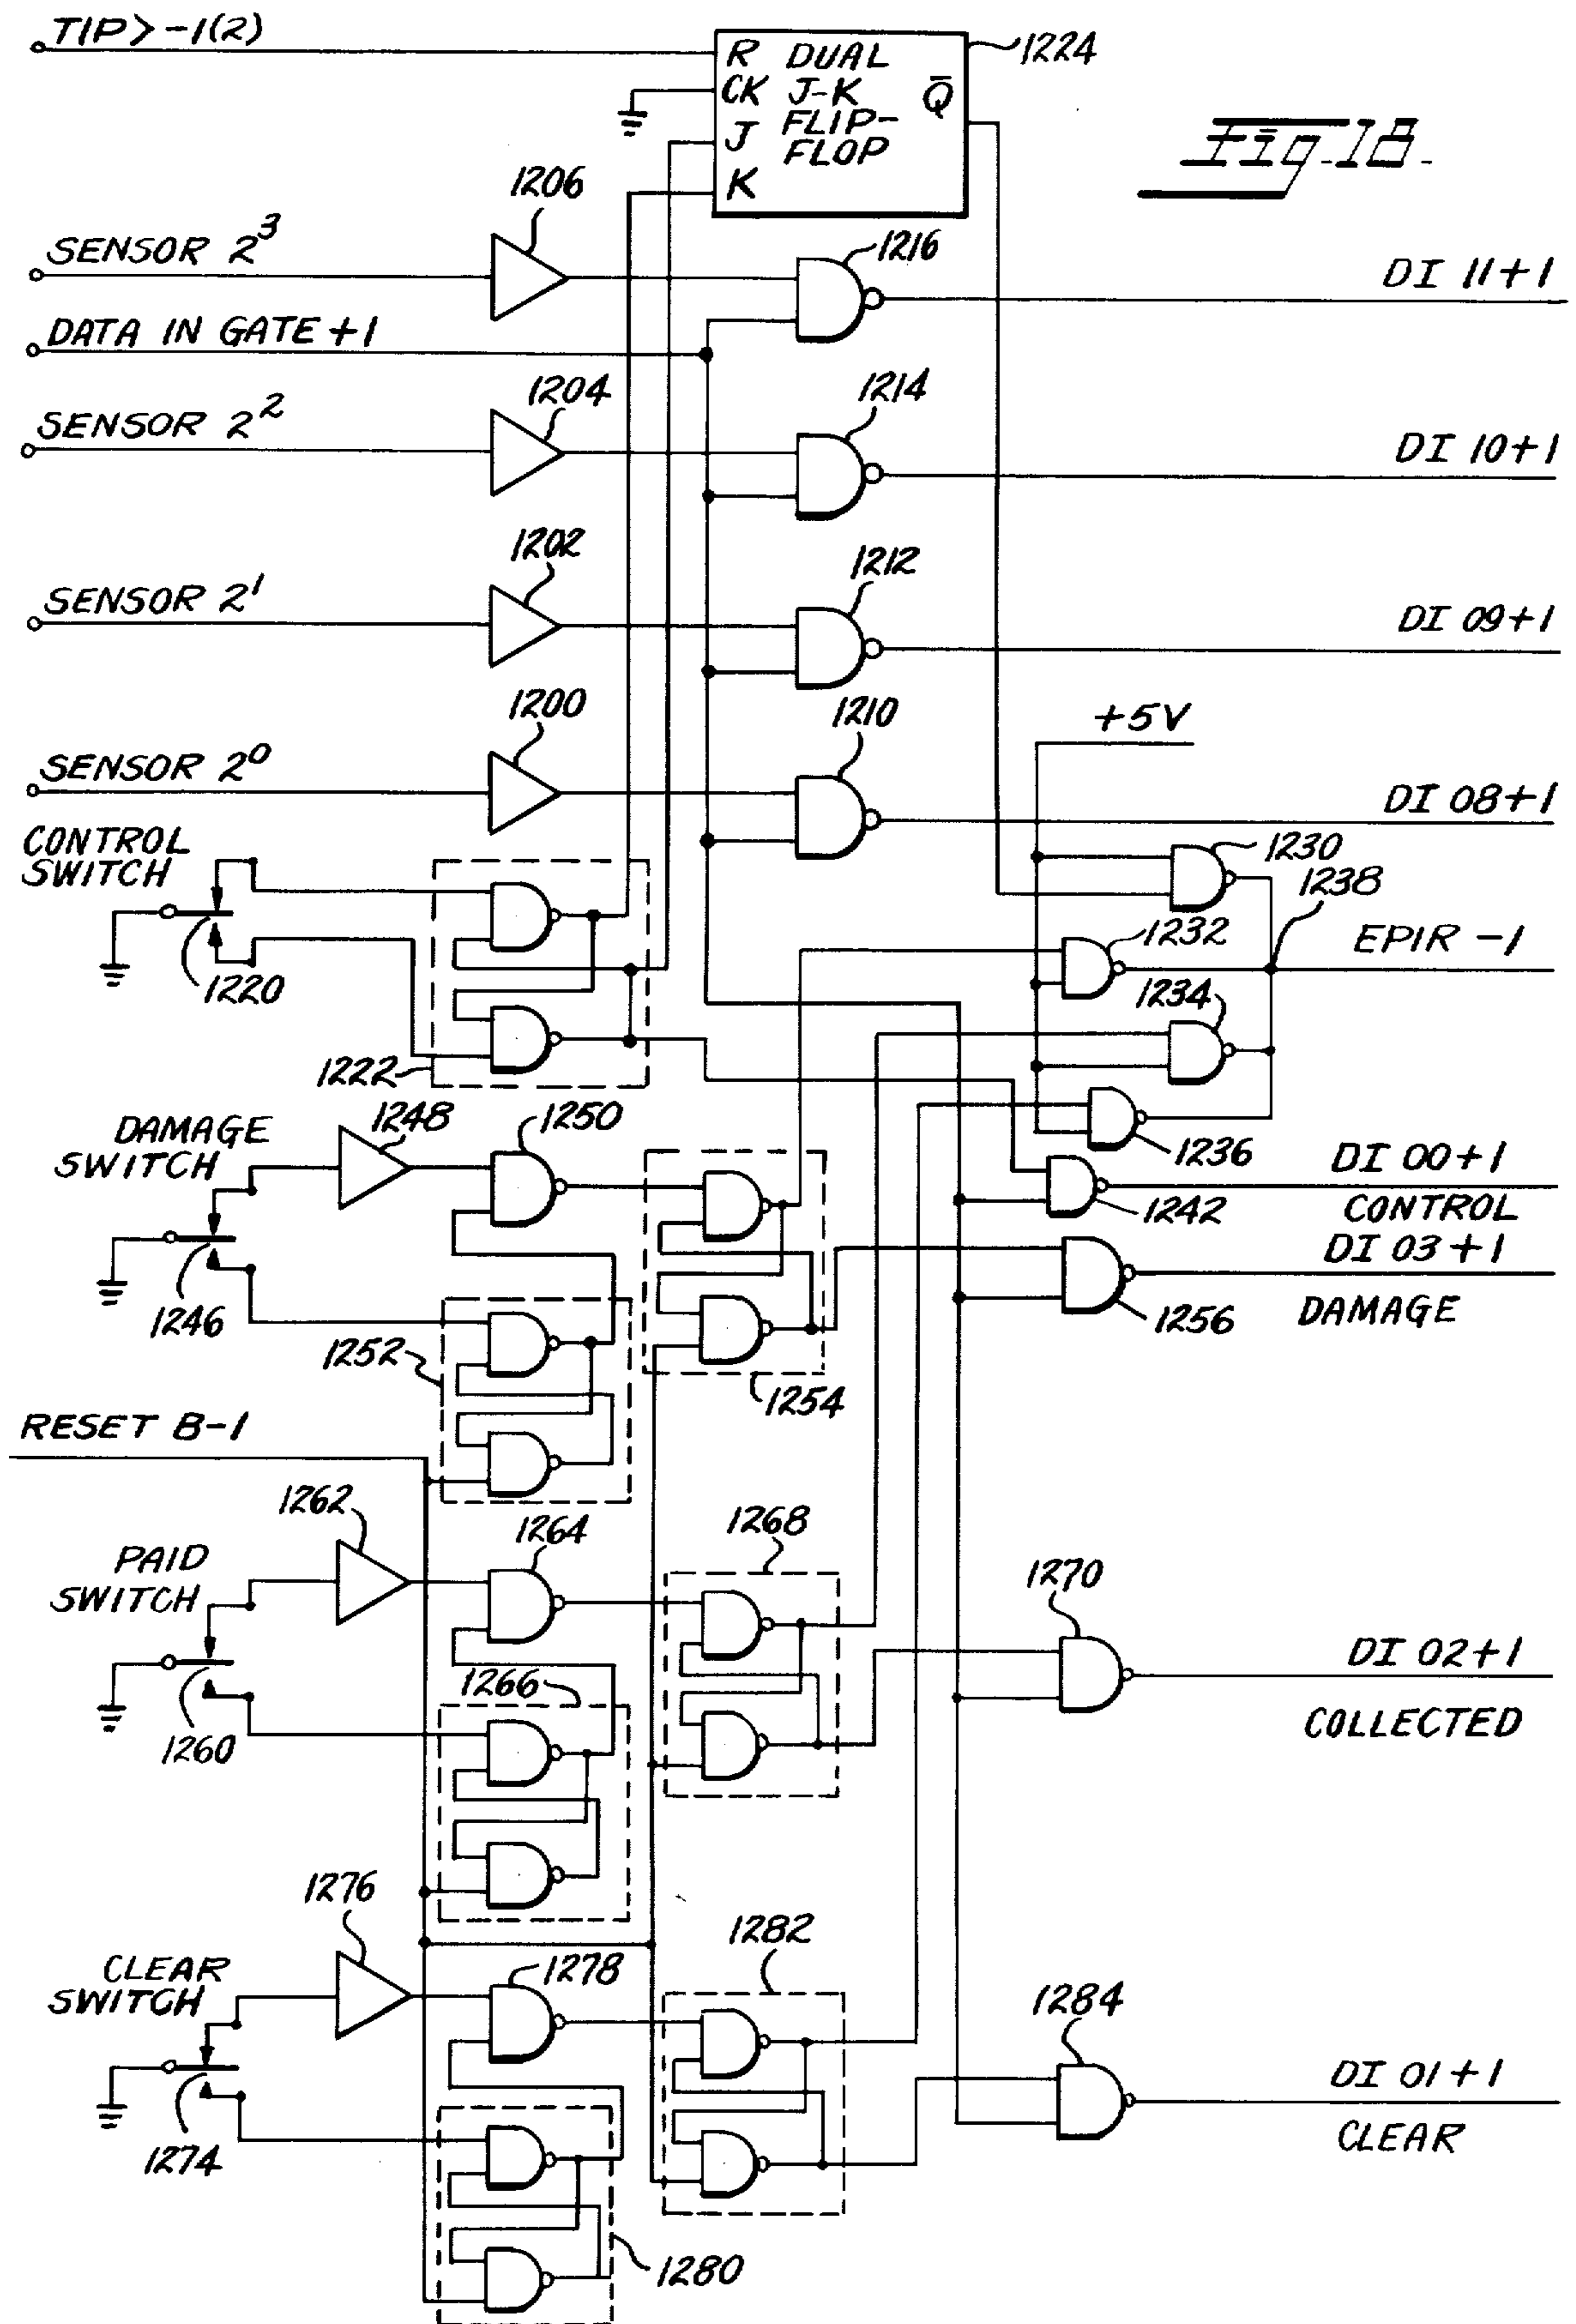 TIP>-1(2)
R DUAL
CK J-K Q̅
J FLIP-
K FLOP
1224
Fig-18-
1206
SENSOR 2³
1216
DI 11+1
DATA IN GATE +1
1204
SENSOR 2²
1214
DI 10+1
1202
SENSOR 2¹
1212
DI 09+1
1200
SENSOR 2⁰
1210
+5V
DI 08+1
CONTROL
SWITCH
1220
1222
1230
1238
1232
EPIR -1
1234
1236
DAMAGE
SWITCH
1248
1250
1246
1252
1254
1242
DI 00+1
CONTROL
DI 03+1
1256
DAMAGE
RESET B-1
1262
1264
1268
PAID
SWITCH
1260
1266
1270
DI 02+1
COLLECTED
1276
1278
1282
CLEAR
SWITCH
1274
1280
1284
DI 01+1
CLEAR